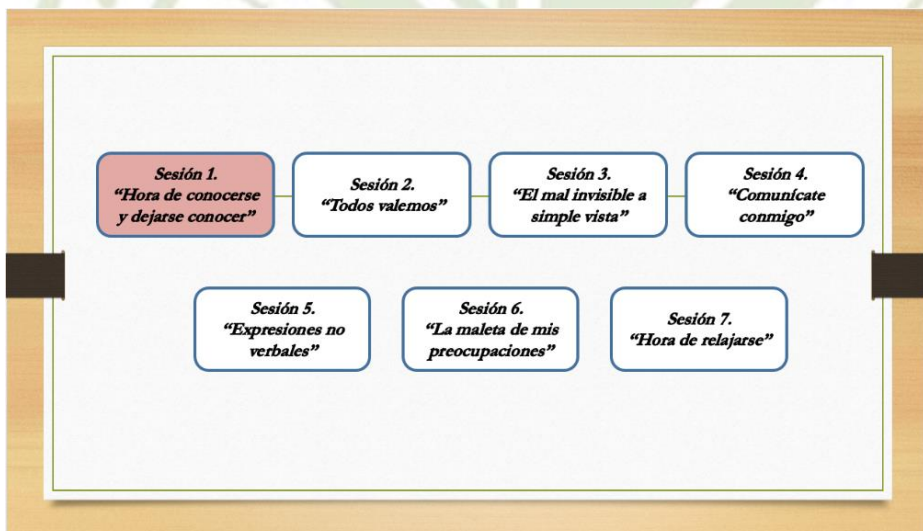 Sesión 1.
“Hora de conocerse
y dejarse conocer”
Sesión 2.
“Todos valemos”
Sesión 3.
“El mal invisible a
simple vista”
Sesión 4.
“Comunícate
conmigo”
Sesión 5.
“Expresiones no
verbales”
Sesión 6.
“La maleta de mis
preocupaciones”
Sesión 7.
“Hora de relajarse”